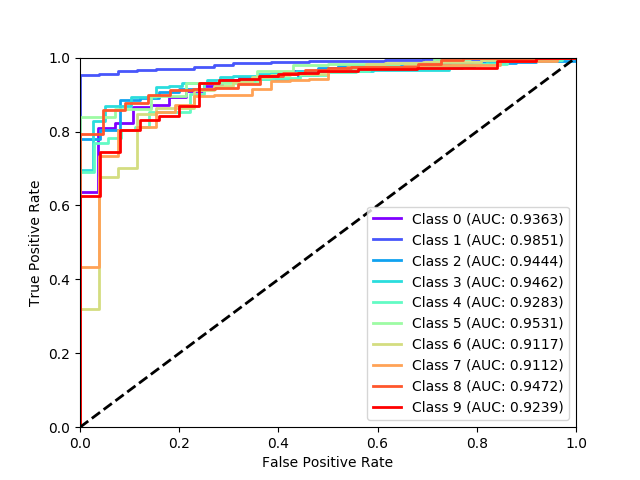 1.0
0.8
0.6
0.4
0.2
0.0
True Positive Rate
Class 0 (AUC: 0.9363)
Class 1 (AUC: 0.9851)
Class 2 (AUC: 0.9444)
Class 3 (AUC: 0.9462)
Class 4 (AUC: 0.9283)
Class 5 (AUC: 0.9531)
Class 6 (AUC: 0.9117)
Class 7 (AUC: 0.9112)
Class 8 (AUC: 0.9472)
Class 9 (AUC: 0.9239)
0.0 0.2 0.4 0.6 0.8 1.0
False Positive Rate